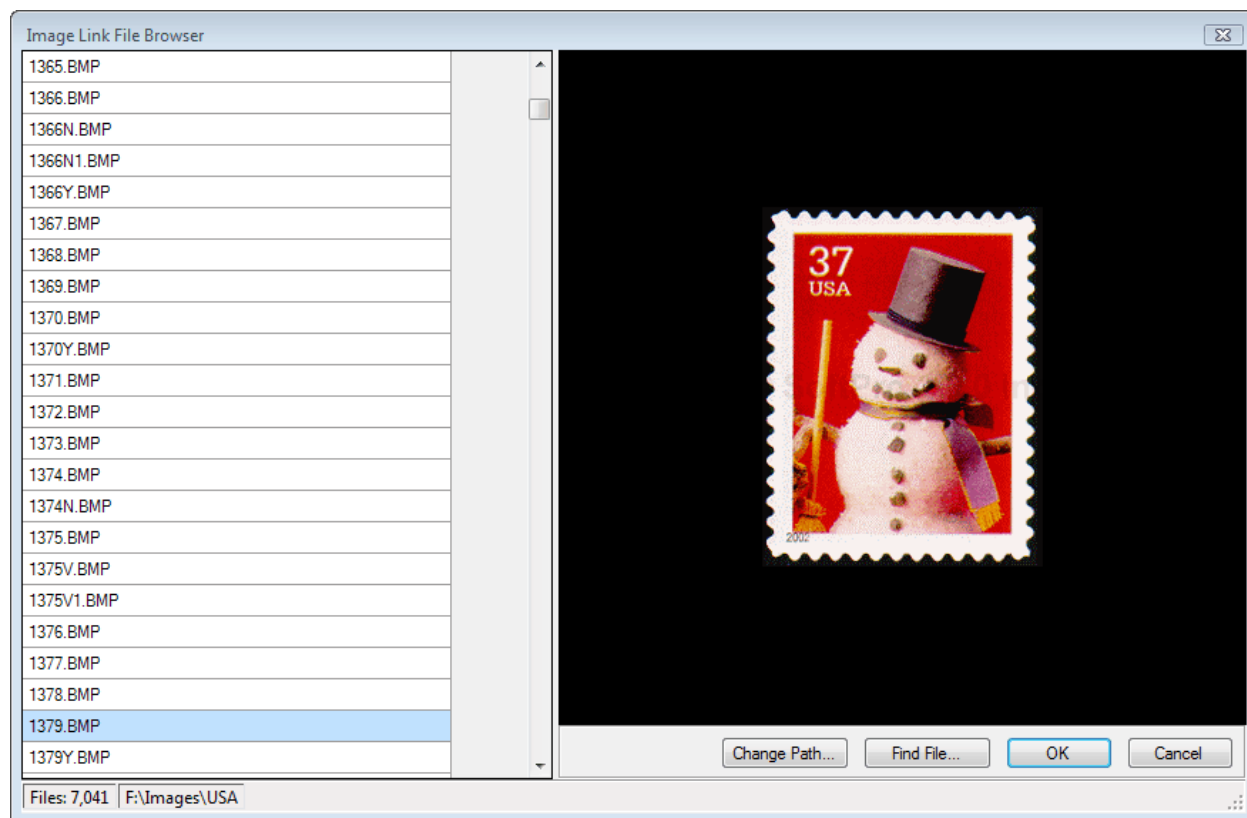 Image Link File Browser
1365.BMP
1366.BMP
1366N.BMP
1366N1.BMP
1366Y.BMP
1367.BMP
1368.BMP
1369.BMP
1370.BMP
1370Y.BMP
1371.BMP
1372.BMP
1373.BMP
1374.BMP
1374N.BMP
1375.BMP
1375V.BMP
1375V1.BMP
1376.BMP
1377.BMP
1378.BMP
1379.BMP
1379Y.BMP
37
USA
2002
Change Path...
Find File...
OK
Cancel
Files: 7,041
F:\Images\USA